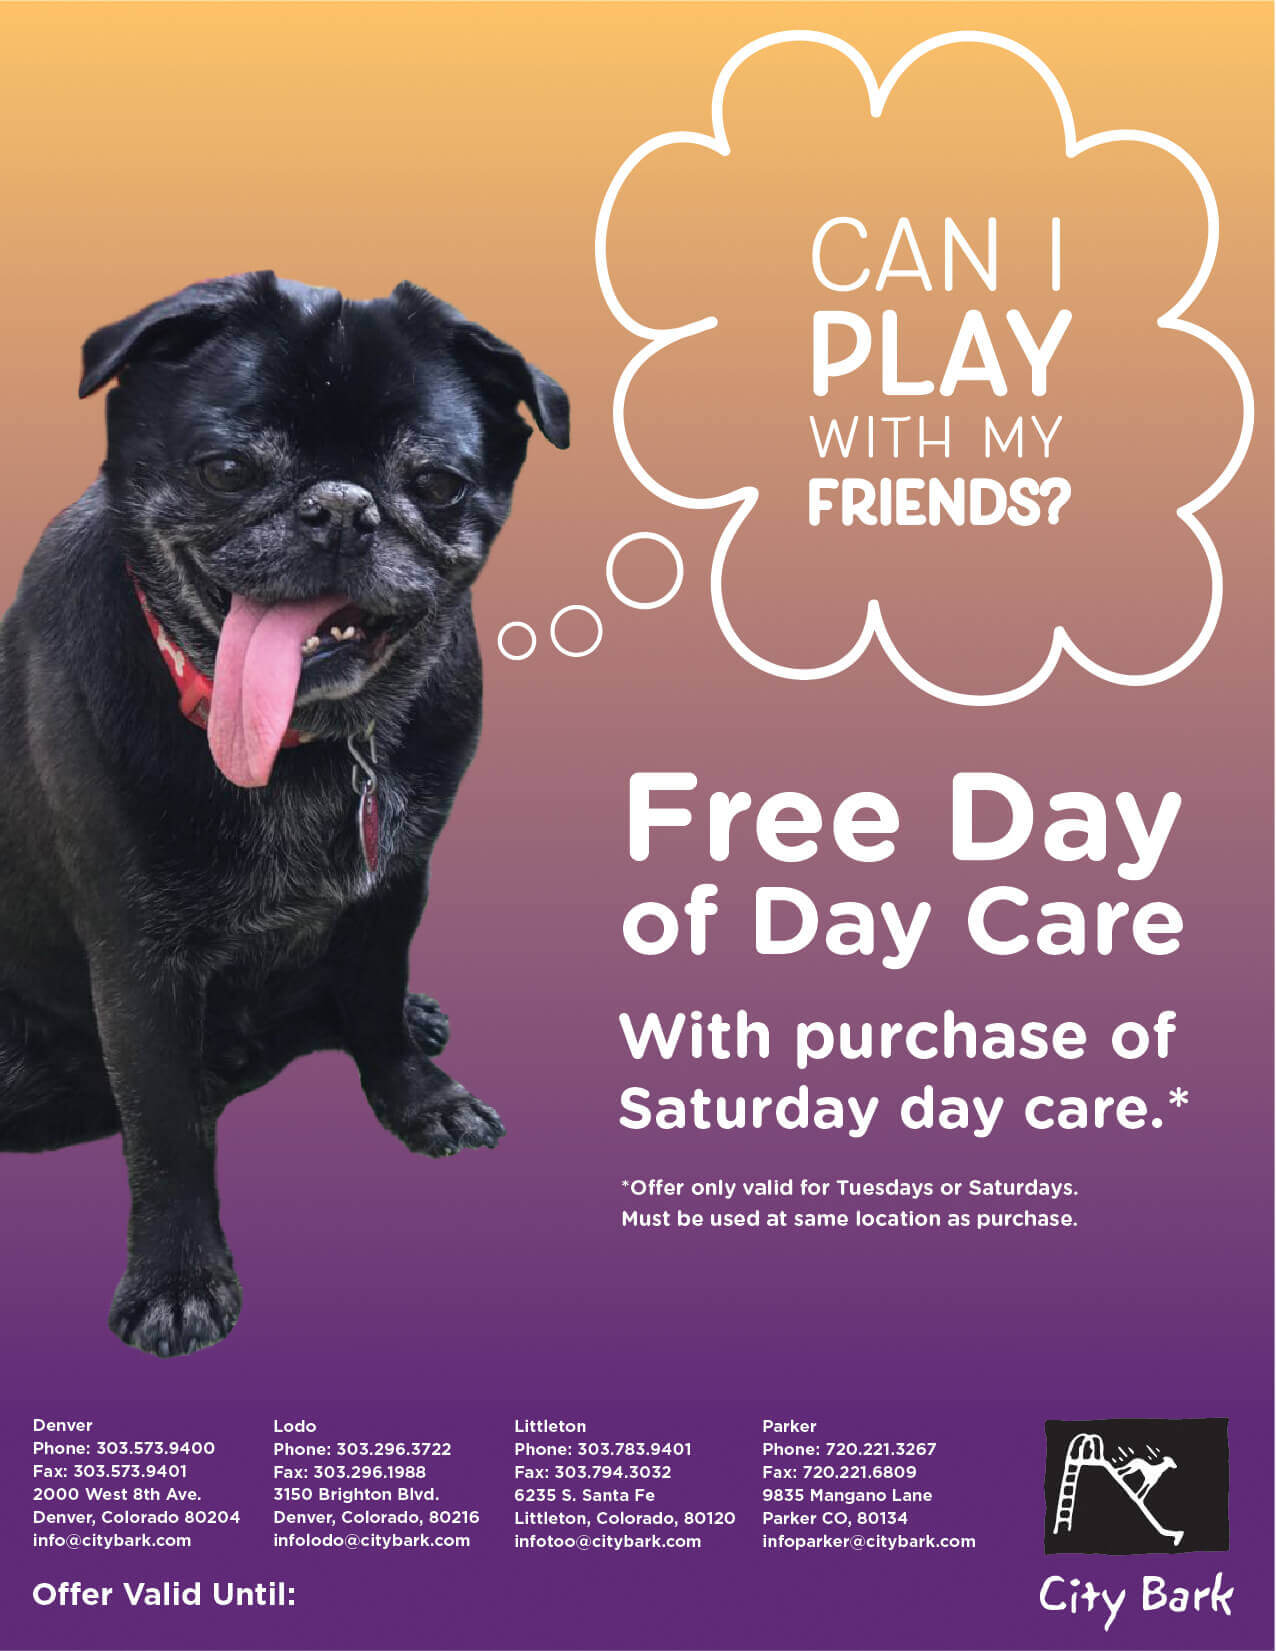 CAN I
PLAY
WITH MY
FRIENDS?
Free Day
of Day Care
With purchase of
Saturday day care.*
*Offer only valid for Tuesdays or Saturdays.
Must be used at same location as purchase.
Denver
Phone: 303.573.9400
Fax: 303.573.9401
2000 West 8th Ave.
Denver, Colorado 80204
info@citybark.com
Lodo
Phone: 303.296.3722
Fax: 303.296.1988
3150 Brighton Blvd.
Denver, Colorado, 80216
infolodo@citybark.com
Littleton
Phone: 303.783.9401
Fax: 303.794.3032
6235 S. Santa Fe
Littleton, Colorado, 80120
infotoo@citybark.com
Parker
Phone: 720.221.3267
Fax: 720.221.6809
9835 Mangano Lane
Parker CO, 80134
infoparker@citybark.com
City Bark
Offer Valid Until: